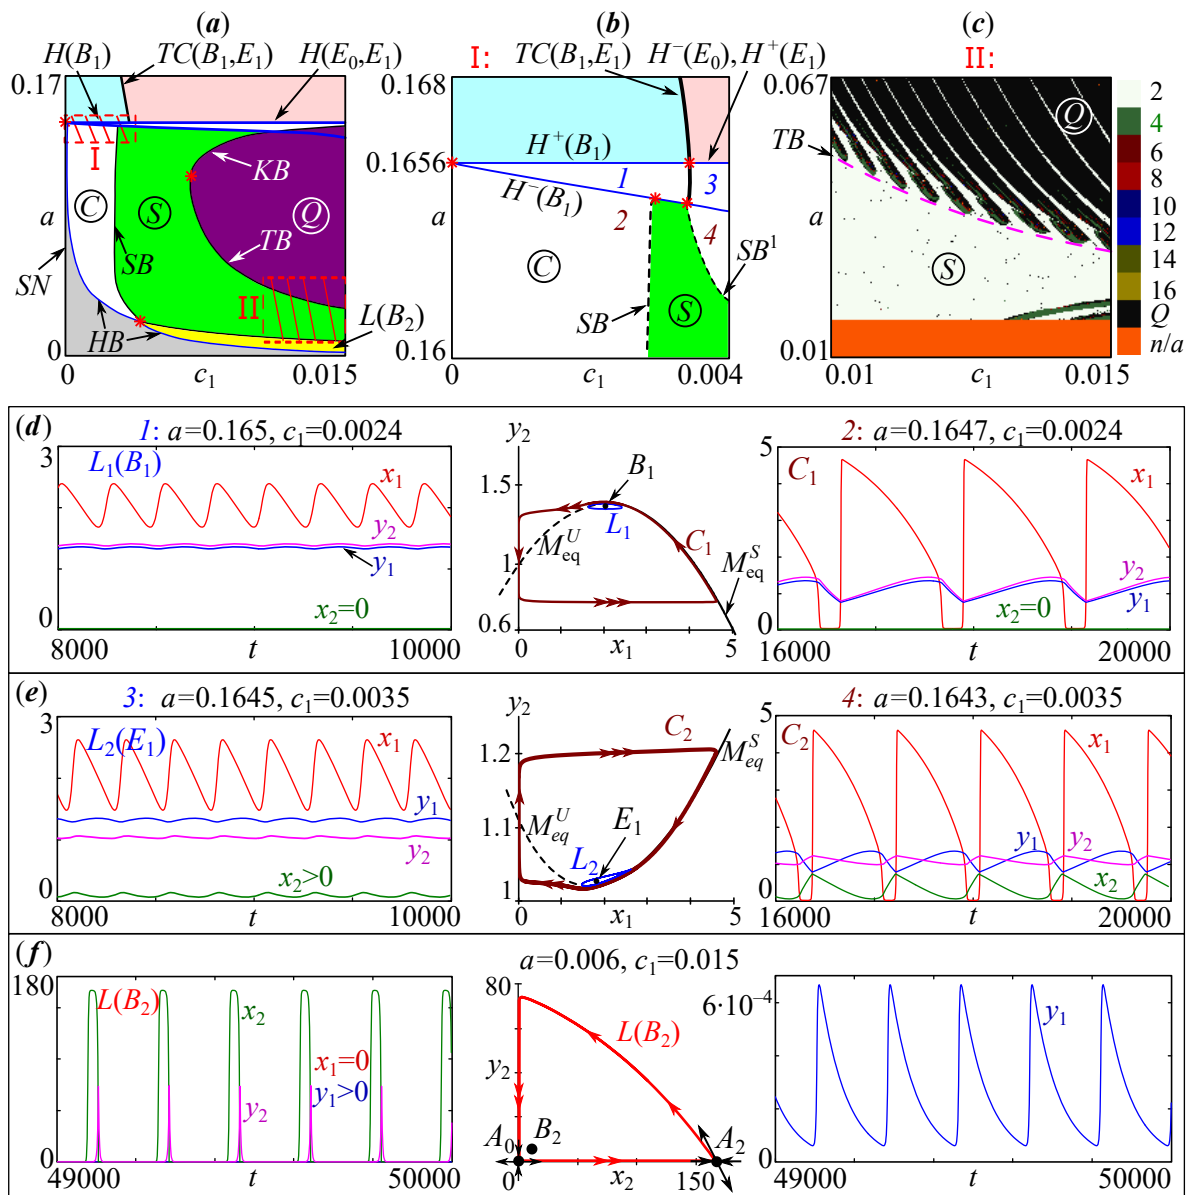 (a)
H(B₁) TC(B₁,E₁) H(E₀,E₁)
0.17
I
C
S
KB
Q
a
SN
SB
TB
II
L(B₂)
HB
0
0 c₁ 0.015
(b)
I: TC(B₁,E₁) H⁻(E₀),H⁺(E₁)
0.168
H⁺(B₁)
0.1656
1 3
H⁻(B₁)
a
2 4
C
SB¹
SB
S
0.16
0 c₁ 0.004
(c)
II:
0.067
Q
TB
a
S
0.01
0.01 c₁ 0.015
2
4
6
8
10
12
14
16
Q
n/a
(d)
1: a=0.165, c₁=0.0024
3
L₁(B₁)
x₁
y₂
y₁
x₂=0
0
8000 t 10000
y₂
1.5
B₁
L₁
M_eq^U
C₁
M_eq^S
1
0.6
0 x₁ 5
2: a=0.1647, c₁=0.0024
5
C₁
x₁
y₂
y₁
x₂=0
0
16000 t 20000
(e)
3: a=0.1645, c₁=0.0035
3
L₂(E₁)
x₁
y₁
y₂
x₂>0
0
8000 t 10000
y₂
C₂
1.2
M_eq^S
M_eq^U
E₁
1.1
L₂
1
0 x₁ 5
4: a=0.1643, c₁=0.0035
5
C₂
x₁
y₁
y₂
x₂
0
16000 t 20000
(f)
a=0.006, c₁=0.015
180
L(B₂)
x₂
x₁=0
y₁>0
y₂
0
49000 t 50000
80
L(B₂)
y₂
A₀
B₂
A₂
0
0 x₂ 150
6·10⁻⁴
y₁
0
49000 t 50000